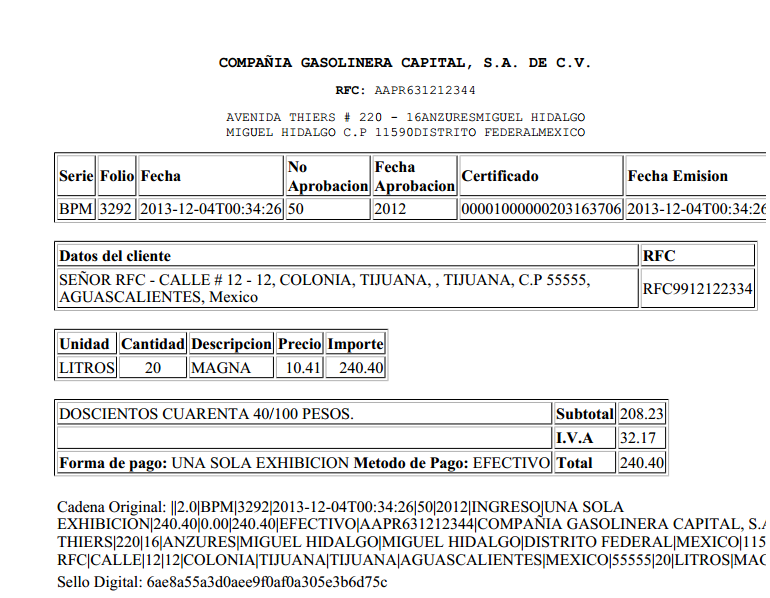 COMPAÑIA GASOLINERA CAPITAL, S.A. DE C.V.
RFC: AAPR631212344
AVENIDA THIERS # 220 - 16ANZURESMIGUEL HIDALGO
MIGUEL HIDALGO C.P 11590DISTRITO FEDERALMEXICO
Serie Folio Fecha No Aprobacion Fecha Aprobacion Certificado Fecha Emision
BPM 3292 2013-12-04T00:34:26 50 2012 00001000000203163706 2013-12-04T00:34:26
Datos del cliente RFC
SEÑOR RFC - CALLE # 12 - 12, COLONIA, TIJUANA, , TIJUANA, C.P 55555,
AGUASCALIENTES, Mexico RFC9912122334
Unidad Cantidad Descripcion Precio Importe
LITROS 20 MAGNA 10.41 240.40
DOSCIENTOS CUARENTA 40/100 PESOS. Subtotal 208.23
I.V.A 32.17
Forma de pago: UNA SOLA EXHIBICION Metodo de Pago: EFECTIVO Total 240.40
Cadena Original: ||2.0|BPM|3292|2013-12-04T00:34:26|50|2012|INGRESO|UNA SOLA
EXHIBICION|240.40|0.00|240.40|EFECTIVO|AAPR631212344|COMPAÑIA GASOLINERA CAPITAL, S.A
THIERS|220|16|ANZURES|MIGUEL HIDALGO|MIGUEL HIDALGO|DISTRITO FEDERAL|MEXICO|115
RFC|CALLE|12|12|COLONIA|TIJUANA|TIJUANA|AGUASCALIENTES|MEXICO|55555|20|LITROS|MAG
Sello Digital: 6ae8a55a3d0aee9f0af0a305e3b6d75c